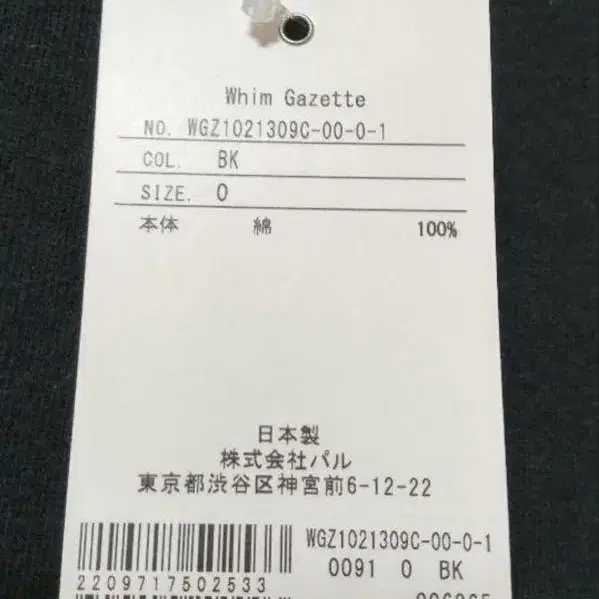 Whim Gazette
NO. WGZ1021309C-00-0-1
COL. BK
SIZE. 0
本体 綿 100%
日本製
株式会社パル
東京都渋谷区神宮前6-12-22
WGZ1021309C-00-0-1
0091 0 BK
2209717502533